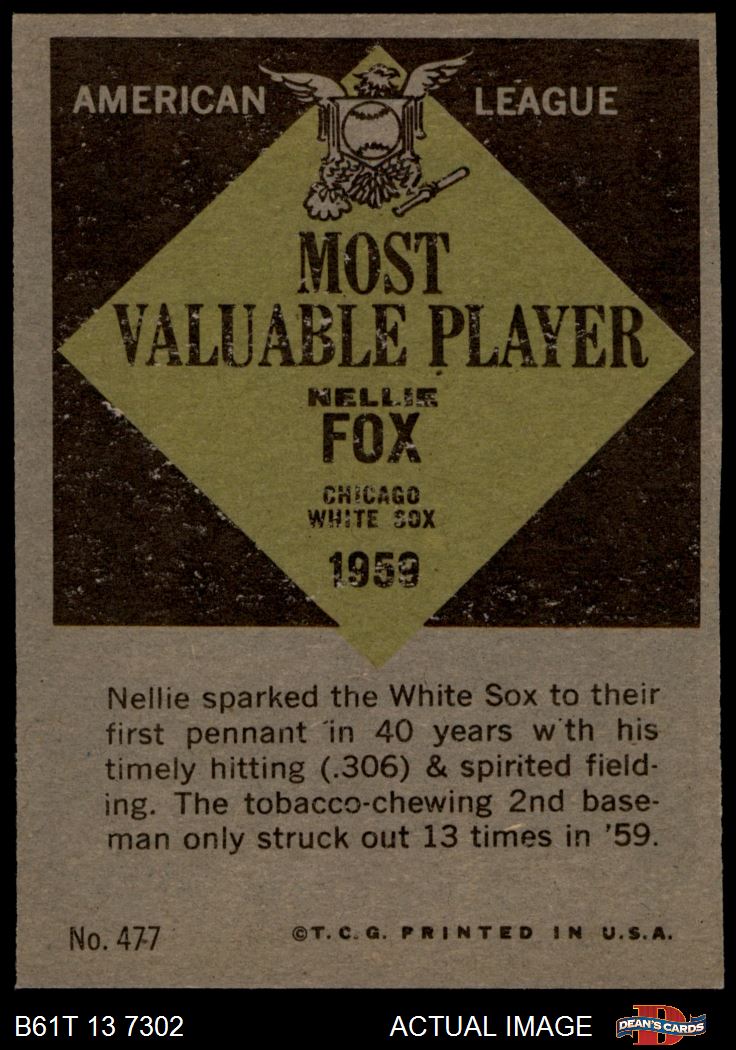 AMERICAN LEAGUE
MOST
VALUABLE PLAYER
NELLIE
FOX
CHICAGO
WHITE SOX
1959
Nellie sparked the White Sox to their
first pennant in 40 years w th his
timely hitting (.306) & spirited field-
ing. The tobacco-chewing 2nd base-
man only struck out 13 times in '59.
No. 477 ©T.C.G. PRINTED IN U.S.A.
B61T 13 7302 ACTUAL IMAGE DEAN'S CARDS